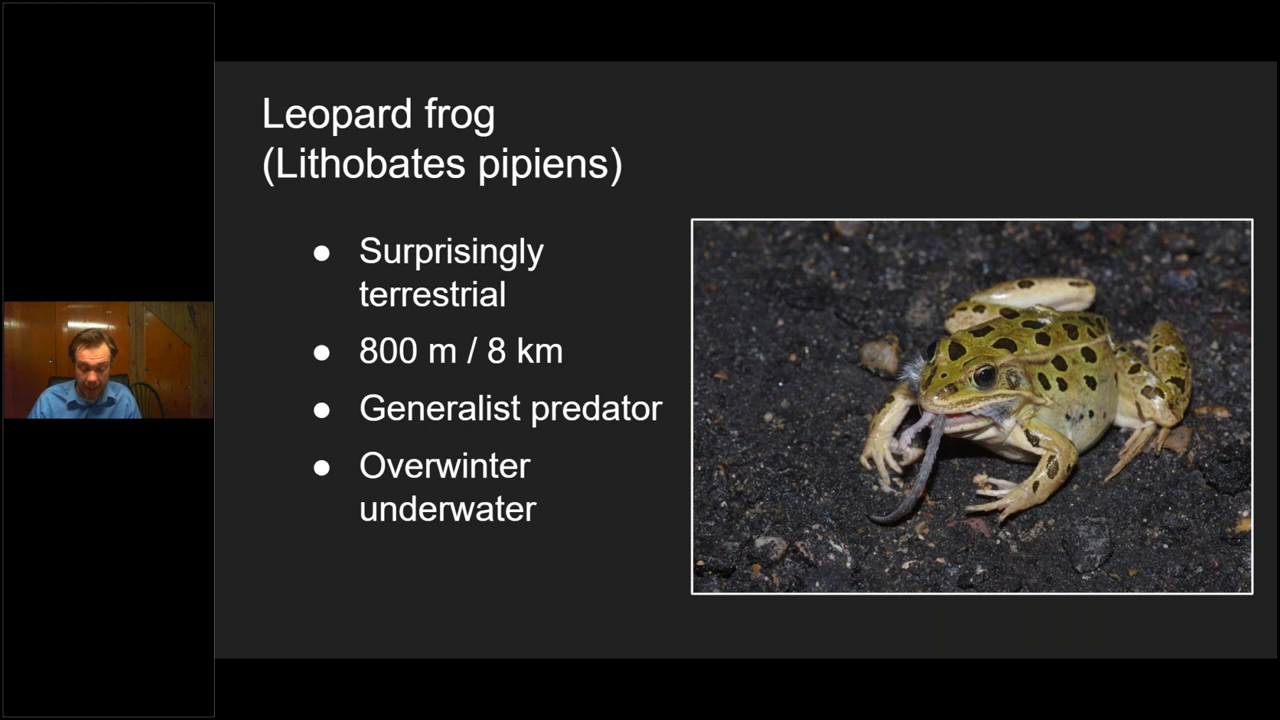 Leopard frog
(Lithobates pipiens)
● Surprisingly
terrestrial
● 800 m / 8 km
● Generalist predator
● Overwinter
underwater